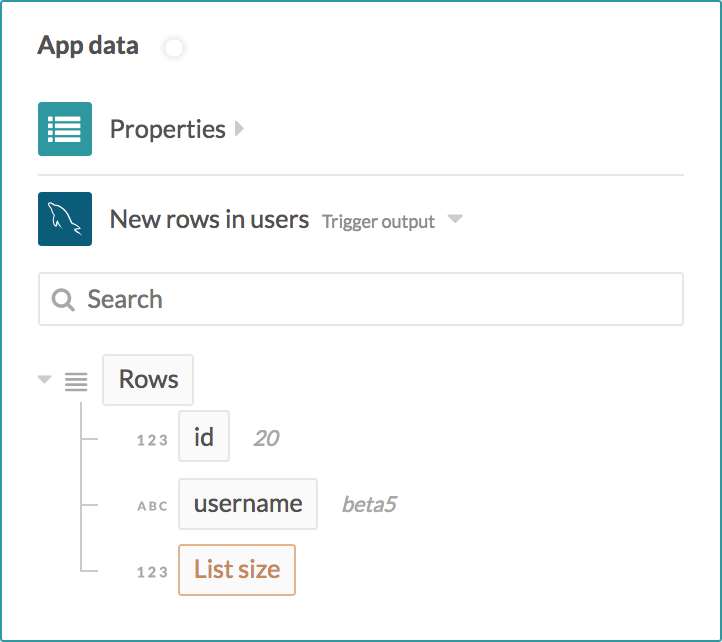 App data
Properties
New rows in users Trigger output
Search
Rows
123 id 20
ABC username beta5
123 List size